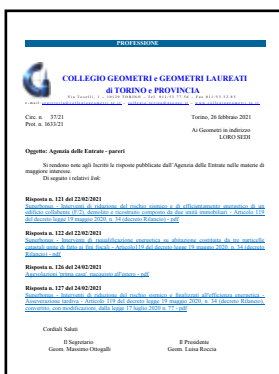 PROFESSIONE
COLLEGIO GEOMETRI e GEOMETRI LAUREATI
di TORINO e PROVINCIA
Circ. n. 37/21
Torino, 26 febbraio 2021
Prot. n. 1633/21
Ai Geometri in indirizzo
LORO SEDI
Oggetto: Agenzia delle Entrate - pareri
Si rendono note agli Iscritti le risposte pubblicate dall'Agenzia delle Entrate nelle materie di
maggiore interesse.
Di seguito i relativi link:
Risposta n. 121 del 22/02/2021
Superbonus - Interventi di riduzione del rischio sismico e di efficientamento energetico di un
edificio collabente (F/2), demolito e ricostruito composto da due unità immobiliari - Articolo 119
del decreto legge 19 maggio 2020, n. 34 (decreto Rilancio) - pdf
Risposta n. 122 del 22/02/2021
Superbonus - Interventi di riqualificazione energetica su abitazione costituita da tre particelle
catastali unite di fatto ai fini fiscali - Articolo119 del decreto legge 19 maggio 2020, n. 34 (decreto
Rilancio) - pdf
Risposta n. 126 del 24/02/2021
Agevolazioni 'prima casa', riacquisto all'estero - pdf
Risposta n. 127 del 24/02/2021
Superbonus - Interventi di riduzione del rischio sismico e finalizzati all'efficienza energetica -
Asseverazione tardiva - Articolo 119 del decreto legge 19 maggio 2020, n. 34 (decreto Rilancio),
convertito, con modificazioni, dalla legge 17 luglio 2020 n. 77 - pdf
Cordiali Saluti
Il Segretario
Il Presidente
Geom. Massimo Ottogalli
Geom. Luisa Roccia